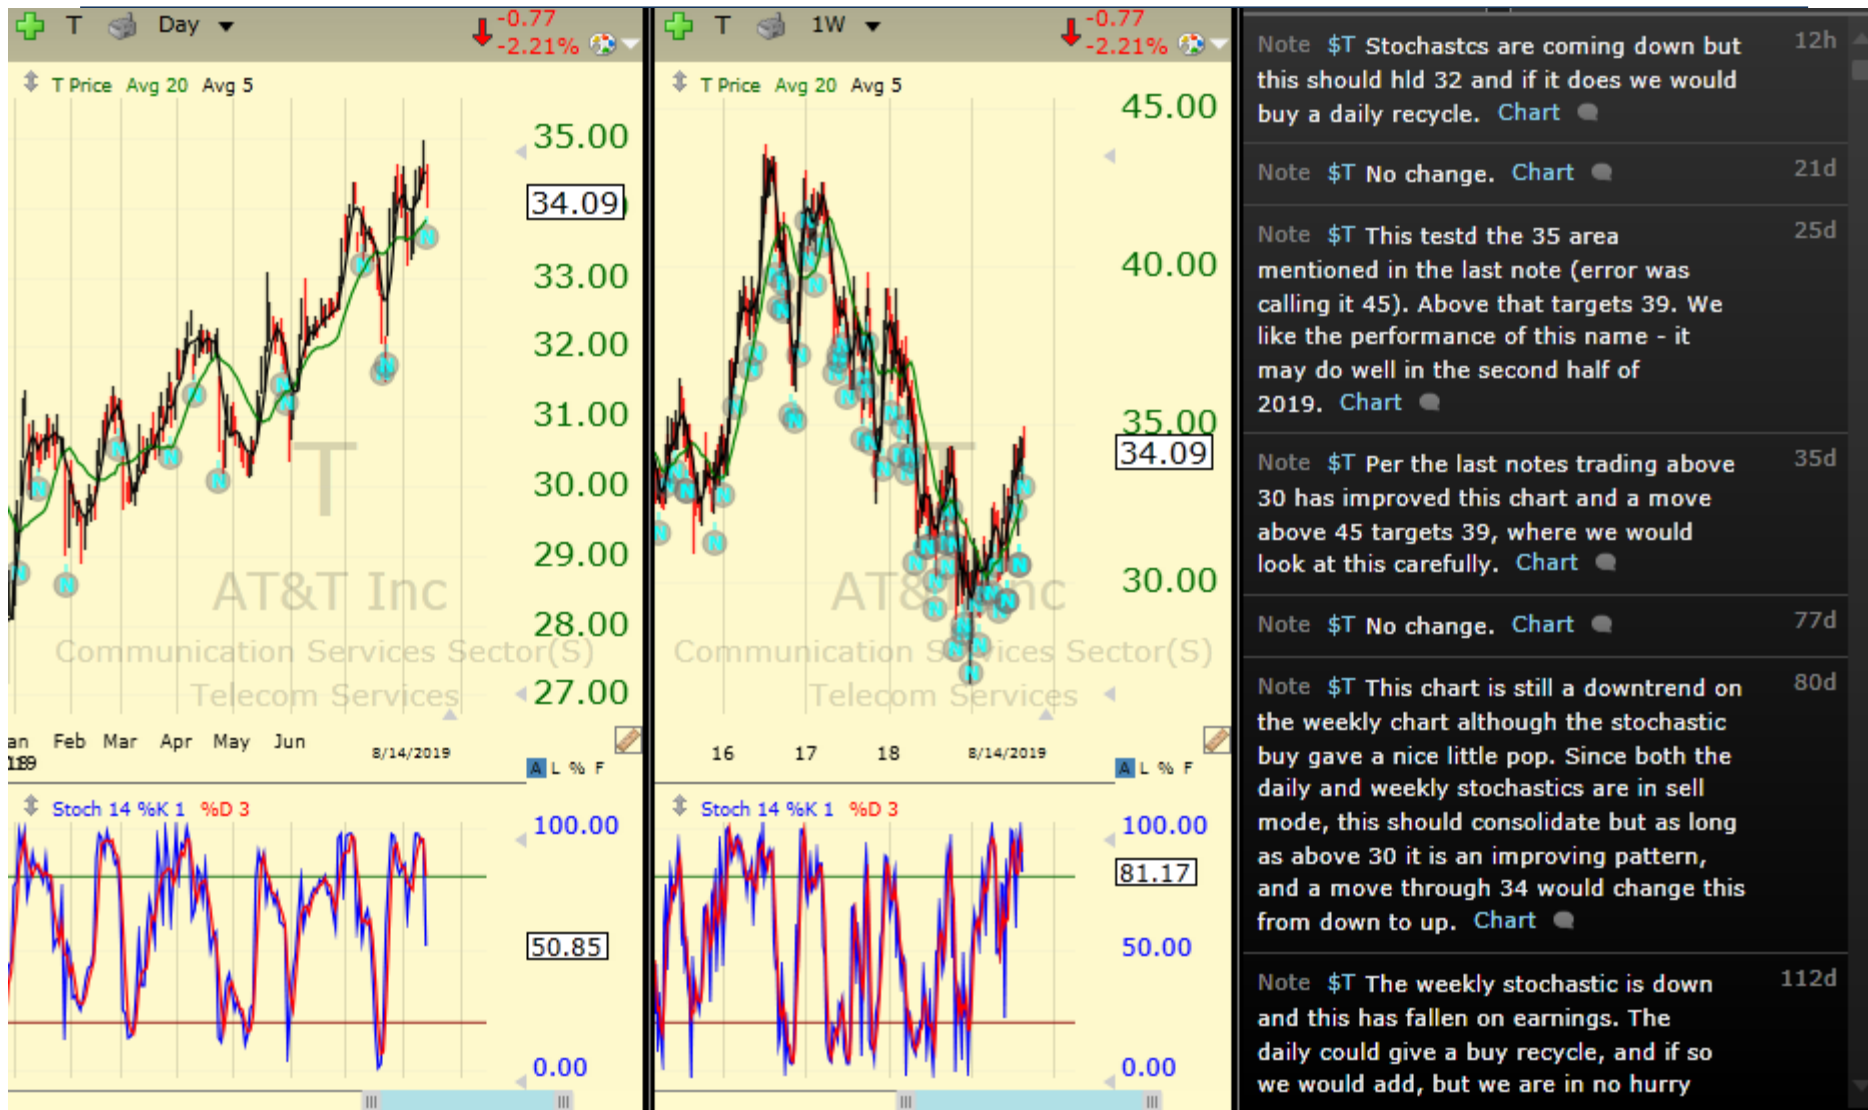 T Day -0.77
-2.21%
T Price Avg 20 Avg 5
35.00
34.09
33.00
32.00
31.00
30.00
29.00
28.00
27.00
T
AT&T Inc
Communication Services Sector(S)
Telecom Services
an Feb Mar Apr May Jun 8/14/2019
A L % F
Stoch 14 %K 1 %D 3
100.00
50.85
0.00
T 1W -0.77
-2.21%
T Price Avg 20 Avg 5
45.00
40.00
35.00
34.09
30.00
T
AT&T Inc
Communication Services Sector(S)
Telecom Services
16 17 18 8/14/2019
A L % F
Stoch 14 %K 1 %D 3
100.00
81.17
50.00
0.00
Note $T Stochastcs are coming down but 12h
this should hld 32 and if it does we would
buy a daily recycle. Chart
Note $T No change. Chart 21d
Note $T This testd the 35 area 25d
mentioned in the last note (error was
calling it 45). Above that targets 39. We
like the performance of this name - it
may do well in the second half of
2019. Chart
Note $T Per the last notes trading above 35d
30 has improved this chart and a move
above 45 targets 39, where we would
look at this carefully. Chart
Note $T No change. Chart 77d
Note $T This chart is still a downtrend on 80d
the weekly chart although the stochastic
buy gave a nice little pop. Since both the
daily and weekly stochastics are in sell
mode, this should consolidate but as long
as above 30 it is an improving pattern,
and a move through 34 would change this
from down to up. Chart
Note $T The weekly stochastic is down 112d
and this has fallen on earnings. The
daily could give a buy recycle, and if so
we would add, but we are in no hurry